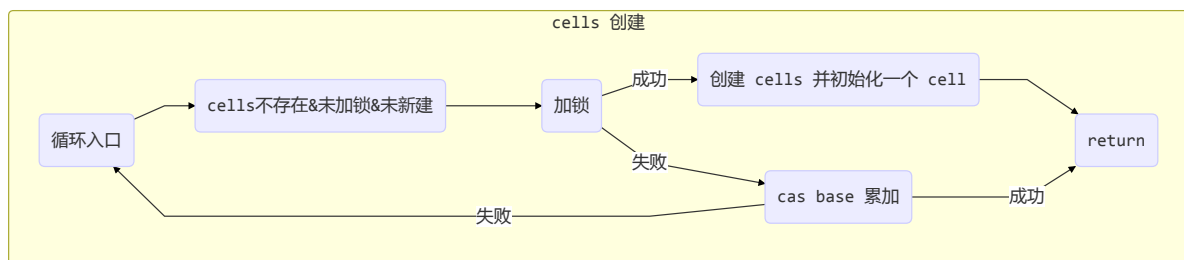 cells 创建
循环入口
cells不存在&未加锁&未新建
加锁
成功
创建 cells 并初始化一个 cell
失败
cas base 累加
成功
return
失败